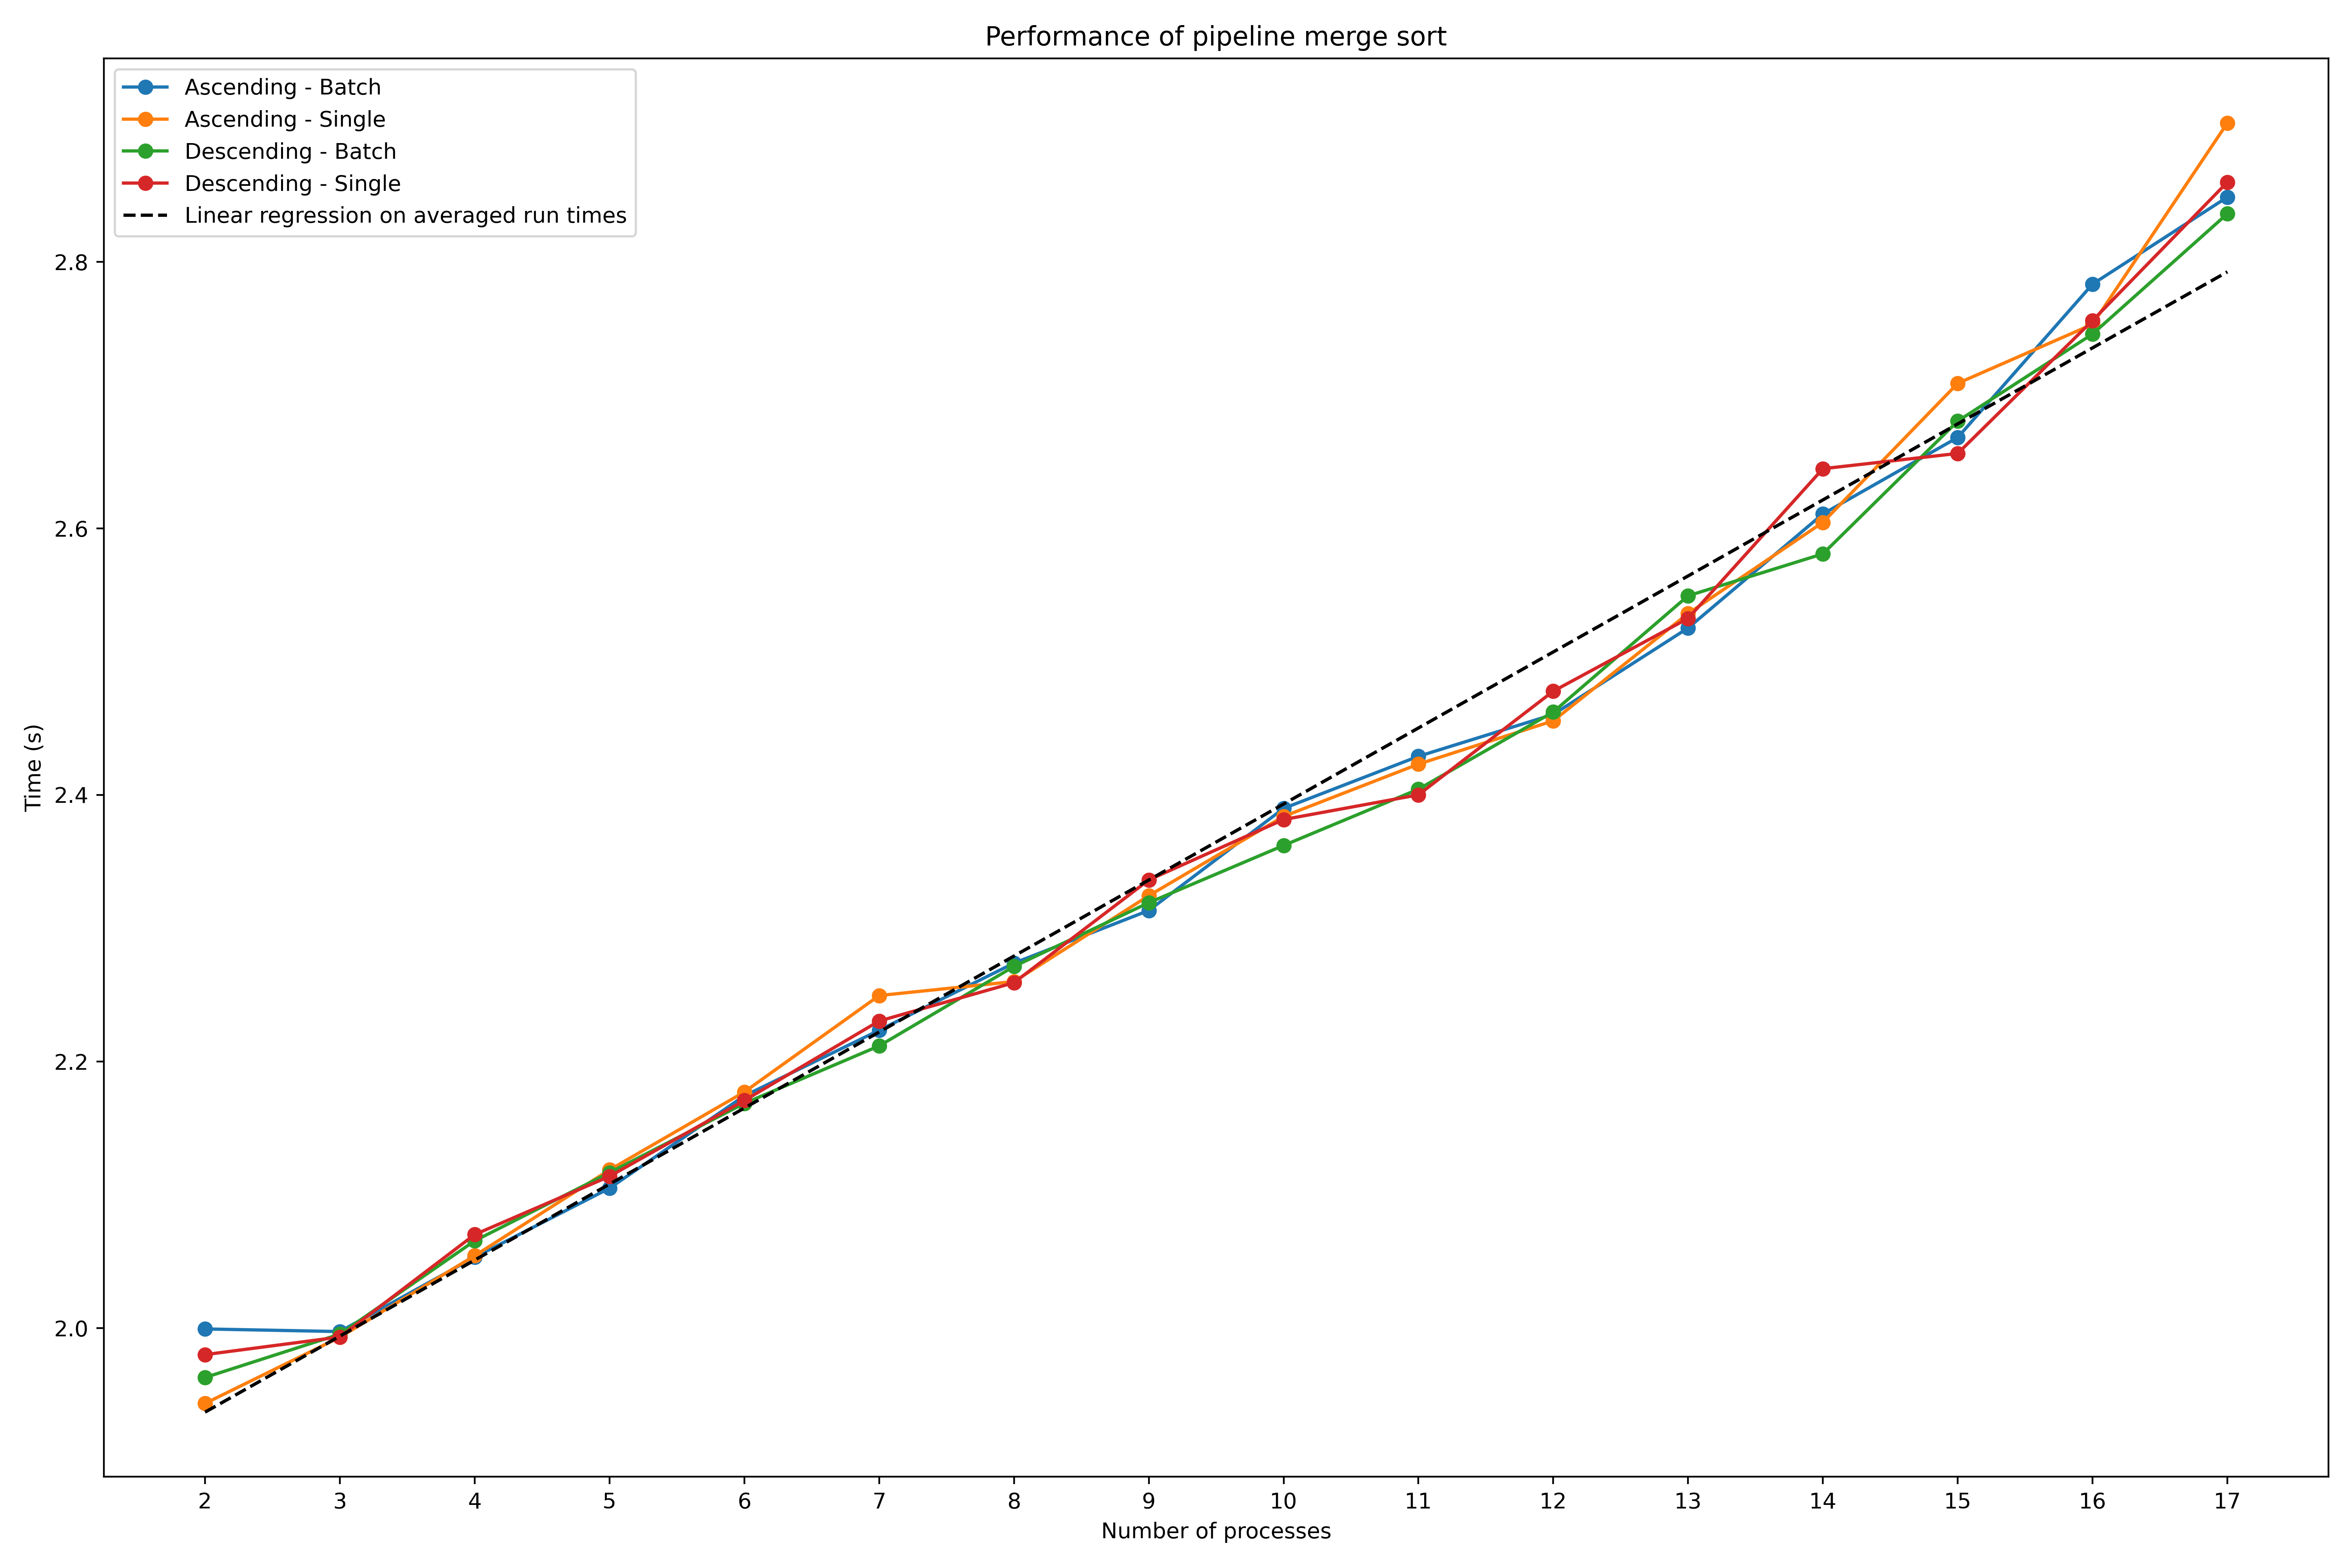 Performance of pipeline merge sort
Ascending - Batch
Ascending - Single
Descending - Batch
Descending - Single
Linear regression on averaged run times
2.8
2.6
2.4
2.2
2.0
Time (s)
2 3 4 5 6 7 8 9 10 11 12 13 14 15 16 17
Number of processes